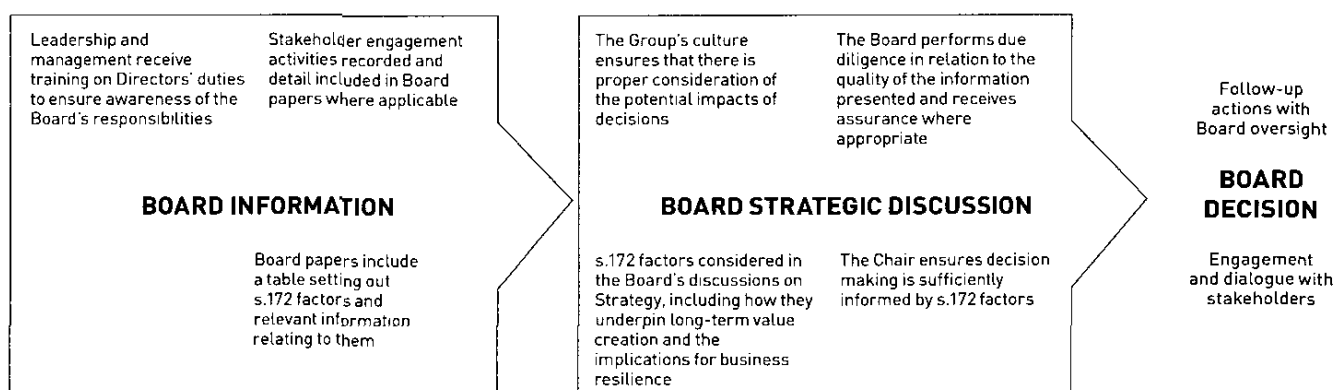 Leadership and
management receive
training on Directors' duties
to ensure awareness of the
Board's responsibilities
Stakeholder engagement
activities recorded and
detail included in Board
papers where applicable
BOARD INFORMATION
Board papers include
a table setting out
s.172 factors and
relevant information
relating to them
The Group's culture
ensures that there is
proper consideration of
the potential impacts of
decisions
The Board performs due
diligence in relation to the
quality of the information
presented and receives
assurance where
appropriate
BOARD STRATEGIC DISCUSSION
s.172 factors considered in
the Board's discussions on
Strategy, including how they
underpin long-term value
creation and the
implications for business
resilience
The Chair ensures decision
making is sufficiently
informed by s.172 factors
Follow-up
actions with
Board oversight
BOARD
DECISION
Engagement
and dialogue with
stakeholders